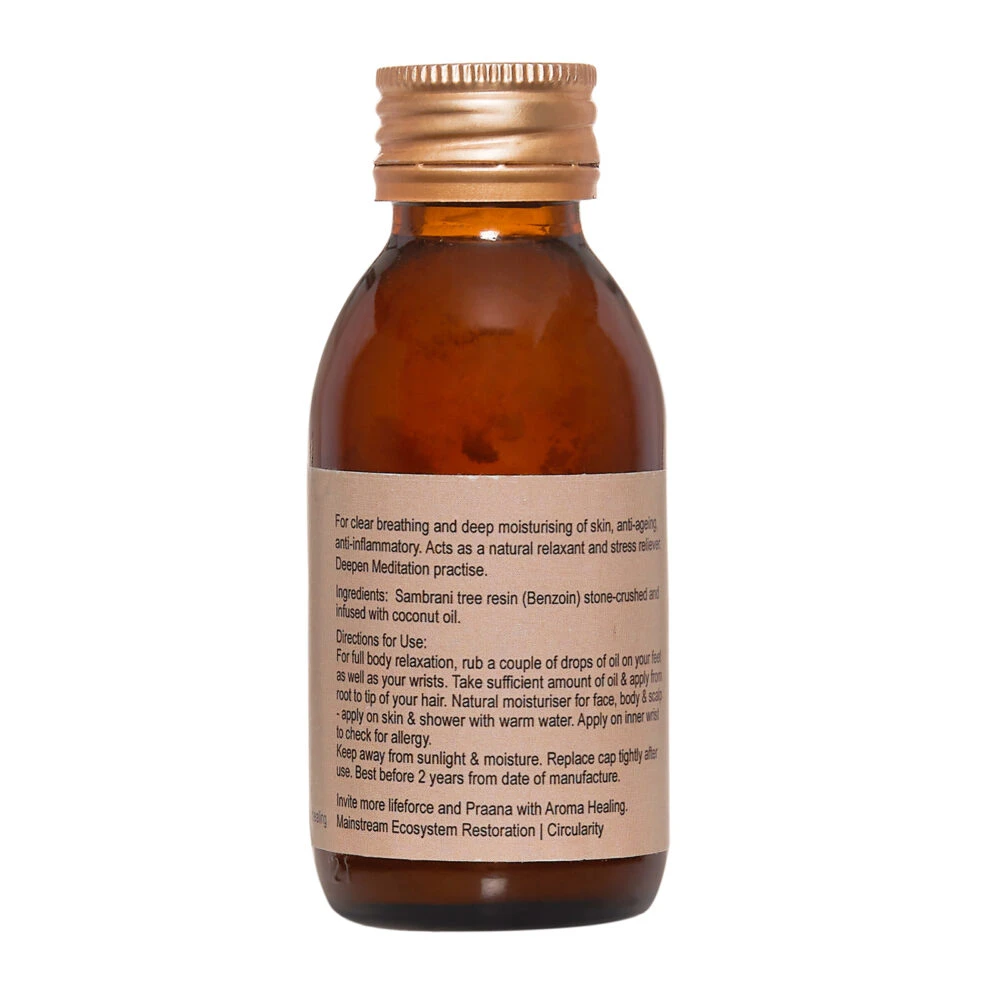 For clear breathing and deep moisturising of skin, anti-ageing,
anti-inflammatory. Acts as a natural relaxant and stress reliever.
Deepen Meditation practise.
Ingredients: Sambrani tree resin (Benzoin) stone-crushed and
infused with coconut oil.
Directions for Use:
For full body relaxation, rub a couple of drops of oil on your feet
as well as your wrists. Take sufficient amount of oil & apply from
root to tip of your hair. Natural moisturiser for face, body & scalp
- apply on skin & shower with warm water. Apply on inner wrist
to check for allergy.
Keep away from sunlight & moisture. Replace cap tightly after
use. Best before 2 years from date of manufacture.
Invite more lifeforce and Praana with Aroma Healing.
healing
Mainstream Ecosystem Restoration | Circularity